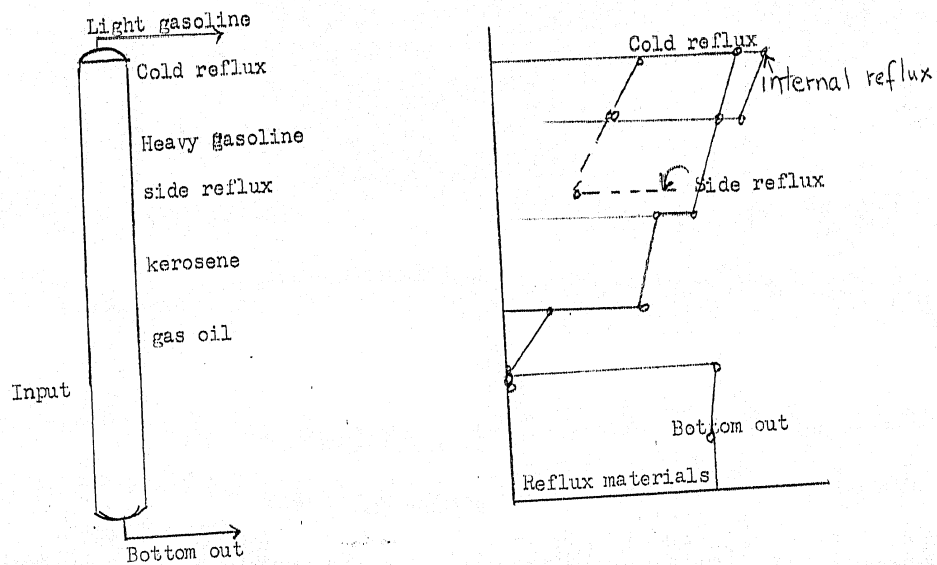 Light gasoline
Cold reflux
Heavy gasoline
side reflux
kerosene
gas oil
Input
Bottom out
Cold reflux
internal reflux
Side reflux
Bottom out
Reflux materials